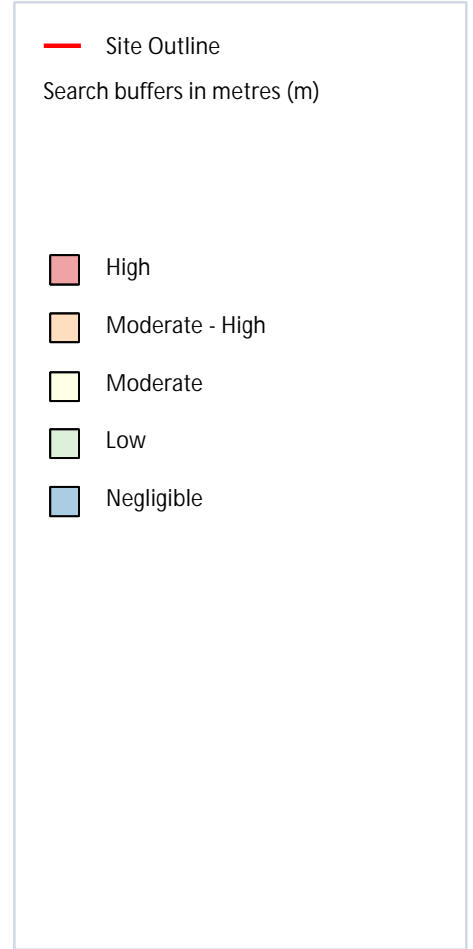 Site Outline
Search buffers in metres (m)
High
Moderate - High
Moderate
Low
Negligible